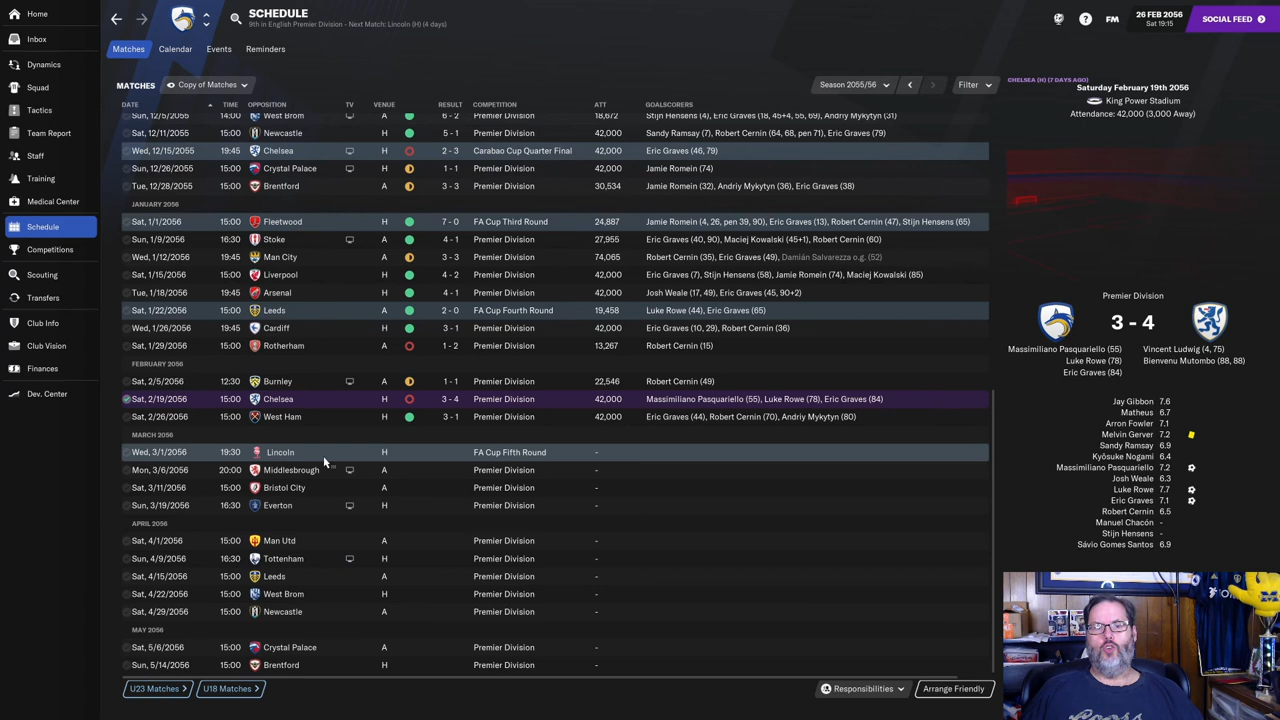 Home
Inbox
Dynamics
Squad
Tactics
Team Report
Staff
Training
Medical Center
Schedule
Competitions
Scouting
Transfers
Club Info
Club Vision
Finances
Dev. Center
SCHEDULE
9th in English Premier Division - Next Match: Lincoln (H) (4 days)
FM
26 FEB 2056
Sat 19:15
SOCIAL FEED
Matches Calendar Events Reminders
MATCHES Copy of Matches Season 2055/56 Filter
DATE TIME OPPOSITION TV VENUE RESULT COMPETITION ATT GOALSCORERS
Sun, 12/5/2055 14:00 West Brom A 6 - 2 Premier Division 18,672 Stijn Hensens (4), Eric Graves (18, 45+4, 55, 69), Andriy Mykytyn (31)
Sat, 12/11/2055 15:00 Newcastle H 5 - 1 Premier Division 42,000 Sandy Ramsay (7), Robert Cernin (64, 68, pen 71), Eric Graves (79)
Wed, 12/15/2055 19:45 Chelsea H 2 - 3 Carabao Cup Quarter Final 42,000 Eric Graves (46, 79)
Sun, 12/26/2055 15:00 Crystal Palace H 1 - 1 Premier Division 42,000 Jamie Romein (74)
Tue, 12/28/2055 15:00 Brentford A 3 - 3 Premier Division 30,534 Jamie Romein (32), Andriy Mykytyn (36), Eric Graves (38)
JANUARY 2056
Sat, 1/1/2056 15:00 Fleetwood H 7 - 0 FA Cup Third Round 24,887 Jamie Romein (4, 26, pen 39, 90), Eric Graves (13), Robert Cernin (47), Stijn Hensens (65)
Sun, 1/9/2056 16:30 Stoke A 4 - 1 Premier Division 27,955 Eric Graves (40, 90), Maciej Kowalski (45+1), Robert Cernin (60)
Wed, 1/12/2056 19:45 Man City A 3 - 3 Premier Division 74,065 Robert Cernin (35), Eric Graves (49), Damián Salvarezza o.g. (52)
Sat, 1/15/2056 15:00 Liverpool H 4 - 2 Premier Division 42,000 Eric Graves (7), Stijn Hensens (58), Jamie Romein (74), Maciej Kowalski (85)
Tue, 1/18/2056 19:45 Arsenal H 4 - 1 Premier Division 42,000 Josh Weale (17, 49), Eric Graves (45, 90+2)
Sat, 1/22/2056 15:00 Leeds A 2 - 0 FA Cup Fourth Round 19,458 Luke Rowe (44), Eric Graves (65)
Wed, 1/26/2056 19:45 Cardiff H 3 - 1 Premier Division 42,000 Eric Graves (10, 29), Robert Cernin (36)
Sat, 1/29/2056 15:00 Rotherham A 1 - 2 Premier Division 13,267 Robert Cernin (15)
FEBRUARY 2056
Sat, 2/5/2056 12:30 Burnley A 1 - 1 Premier Division 22,546 Robert Cernin (49)
Sat, 2/19/2056 15:00 Chelsea H 3 - 4 Premier Division 42,000 Massimiliano Pasquariello (55), Luke Rowe (78), Eric Graves (84)
Sat, 2/26/2056 15:00 West Ham H 3 - 1 Premier Division 42,000 Eric Graves (44), Robert Cernin (70), Andriy Mykytyn (80)
MARCH 2056
Wed, 3/1/2056 19:30 Lincoln H FA Cup Fifth Round -
Mon, 3/6/2056 20:00 Middlesbrough A Premier Division -
Sat, 3/11/2056 15:00 Bristol City A Premier Division -
Sun, 3/19/2056 16:30 Everton H Premier Division -
APRIL 2056
Sat, 4/1/2056 15:00 Man Utd A Premier Division -
Sun, 4/9/2056 16:30 Tottenham H Premier Division -
Sat, 4/15/2056 15:00 Leeds A Premier Division -
Sat, 4/22/2056 15:00 West Brom H Premier Division -
Sat, 4/29/2056 15:00 Newcastle A Premier Division -
MAY 2056
Sat, 5/6/2056 15:00 Crystal Palace A Premier Division -
Sun, 5/14/2056 15:00 Brentford H Premier Division -
U23 Matches U18 Matches Responsibilities Arrange Friendly
CHELSEA (H) (7 DAYS AGO)
Saturday February 19th 2056
King Power Stadium
Attendance: 42,000 (3,000 Away)
Premier Division
3 - 4
Massimiliano Pasquariello (55) Vincent Ludwig (4, 75)
Luke Rowe (78) Bienvenu Mutombo (88, 88)
Eric Graves (84)
Jay Gibson 7.6
Matheus 6.7
Arron Fowler 7.1
Melvin Gerver 7.2
Sandy Ramsay 6.9
Kyōsuke Nogami 6.4
Massimiliano Pasquariello 7.2
Josh Weale 6.3
Luke Rowe 7.7
Eric Graves 7.1
Robert Cernin 6.5
Manuel Chacón -
Stijn Hensens -
Sávio Gomes Santos 6.9